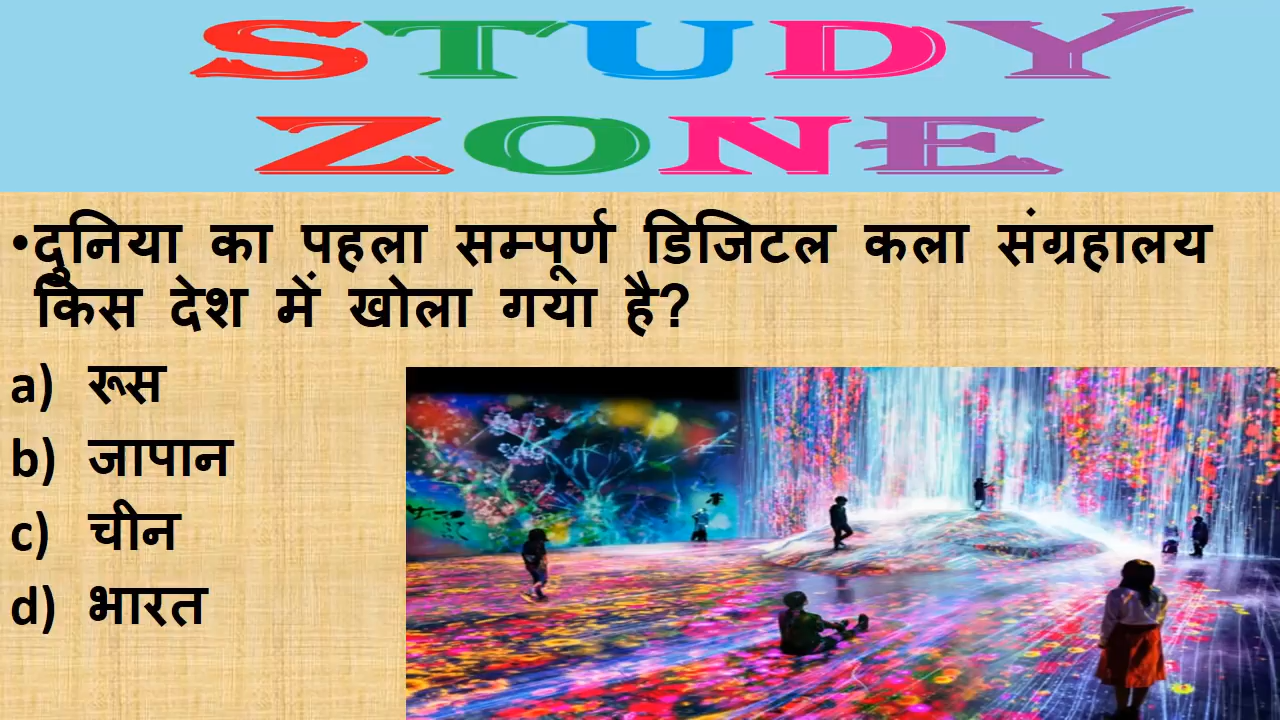 STUDY
ZONE
•दुनिया का पहला सम्पूर्ण डिजिटल कला संग्रहालय
किस देश में खोला गया है?
a) रूस
b) जापान
c) चीन
d) भारत